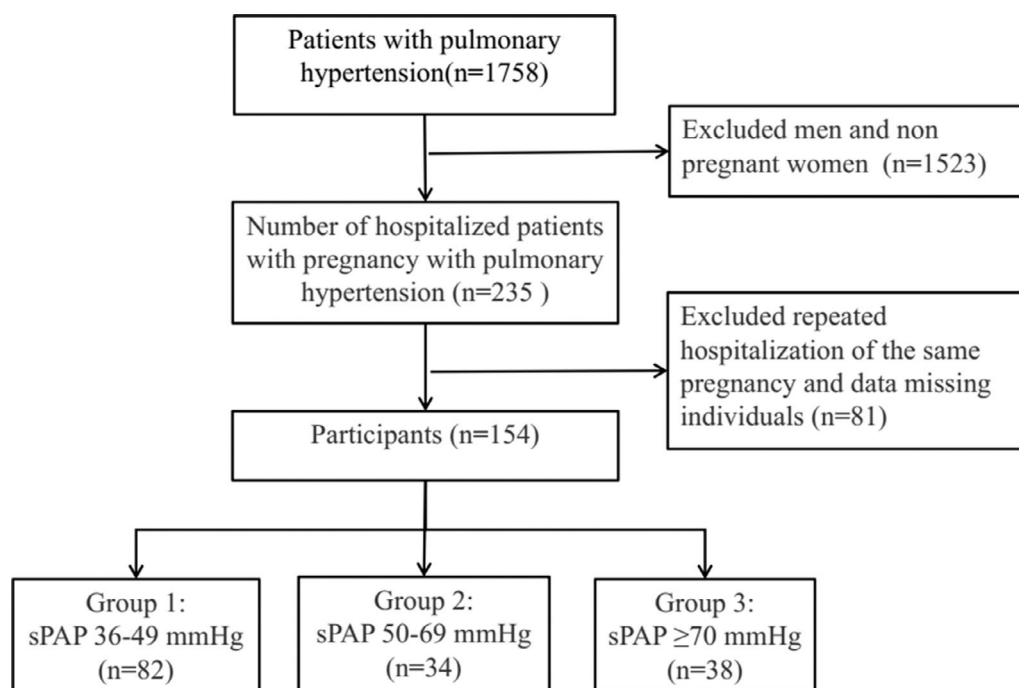 Patients with pulmonary
hypertension(n=1758)
Excluded men and non
pregnant women (n=1523)
Number of hospitalized patients
with pregnancy with pulmonary
hypertension (n=235 )
Excluded repeated
hospitalization of the same
pregnancy and data missing
individuals (n=81)
Participants (n=154)
Group 1:
sPAP 36-49 mmHg
(n=82)
Group 2:
sPAP 50-69 mmHg
(n=34)
Group 3:
sPAP ≥70 mmHg
(n=38)